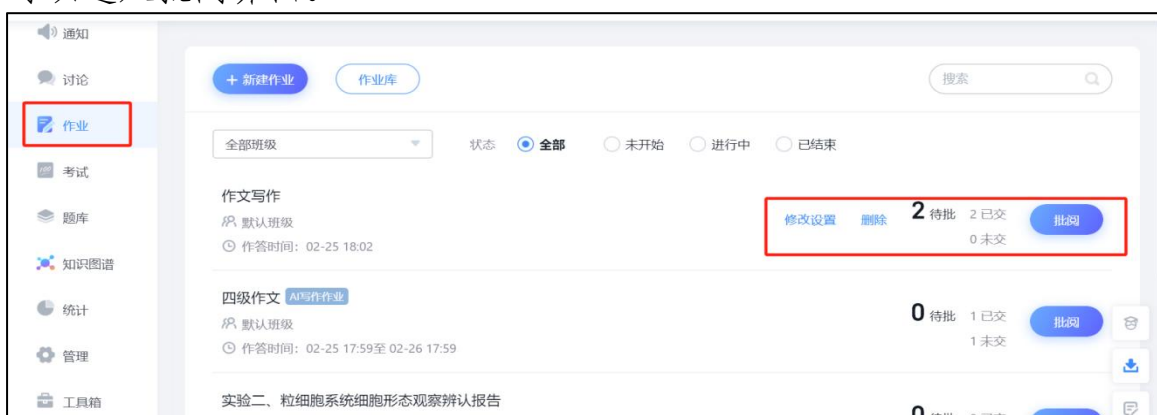 通知
讨论
+ 新建作业
作业库
搜索
作业
全部班级
状态 全部 未开始 进行中 已结束
考试
作文写作
题库
默认班级
修改设置 删除 2 待批 2 已交 批阅
作答时间：02-25 18:02
0 未交
知识图谱
四级作文 AI写作作业
统计
默认班级
0 待批 1 已交 批阅
作答时间：02-25 17:59至 02-26 17:59
1 未交
管理
工具箱
实验二、粒细胞系统细胞形态观察辨认报告